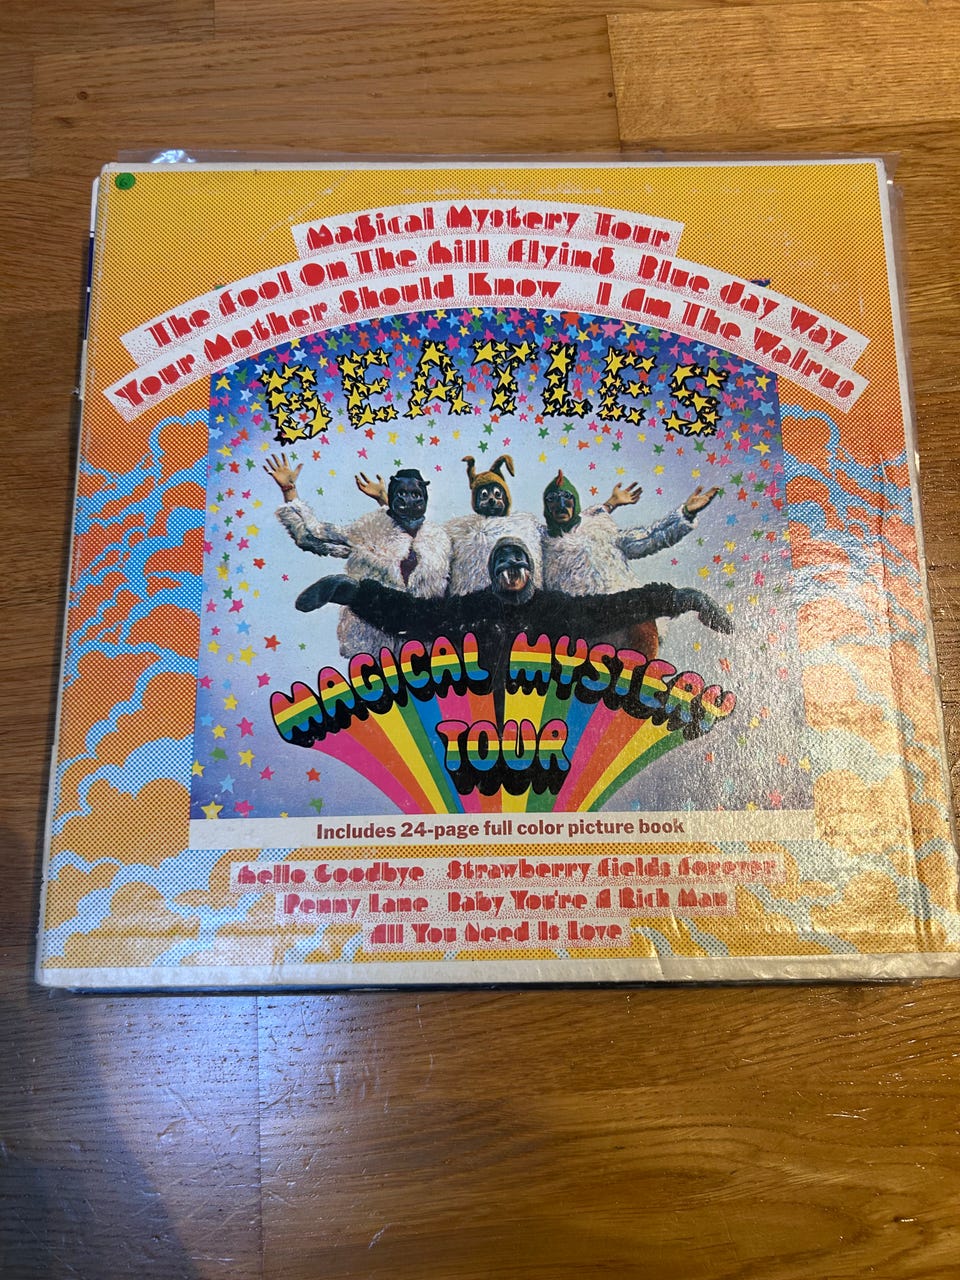 Magical Mystery Tour
The Fool On The Hill Flying Blue Jay Way
Your Mother Should Know I Am The Walrus
BEATLES
MAGICAL MYSTERY
TOUR
Includes 24-page full color picture book
Hello Goodbye Strawberry Fields Forever
Penny Lane Baby You're A Rich Man
All You Need Is Love